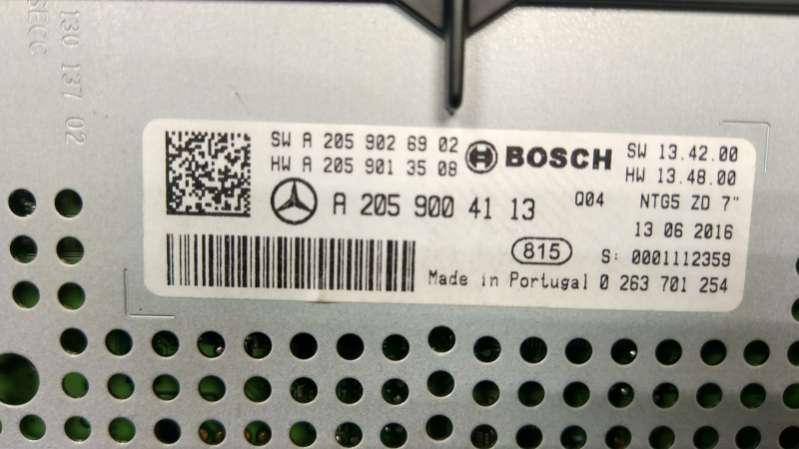 SECC
130 137 02
SW A 205 902 69 02
HW A 205 901 35 08
BOSCH
SW 13.42.00
HW 13.48.00
A 205 900 41 13
Q04
NTG5 ZD 7"
13 06 2016
815
S: 0001112359
Made in Portugal 0 263 701 254